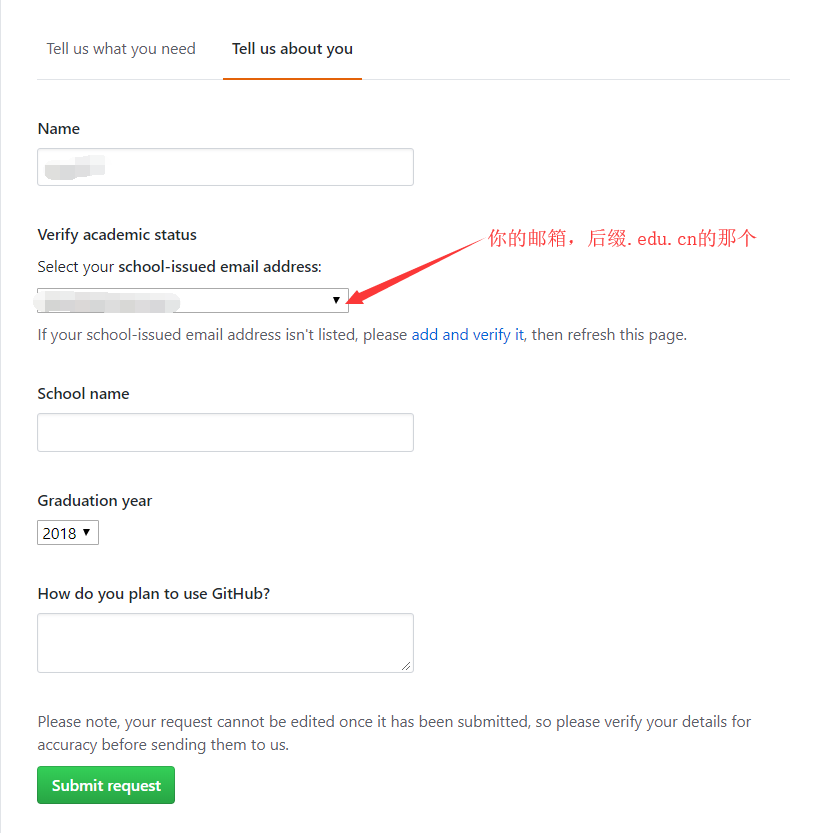 Tell us what you need
Tell us about you
Name
Verify academic status
你的邮箱，后缀.edu.cn的那个
Select your school-issued email address:
If your school-issued email address isn't listed, please add and verify it, then refresh this page.
School name
Graduation year
2018
How do you plan to use GitHub?
Please note, your request cannot be edited once it has been submitted, so please verify your details for
accuracy before sending them to us.
Submit request